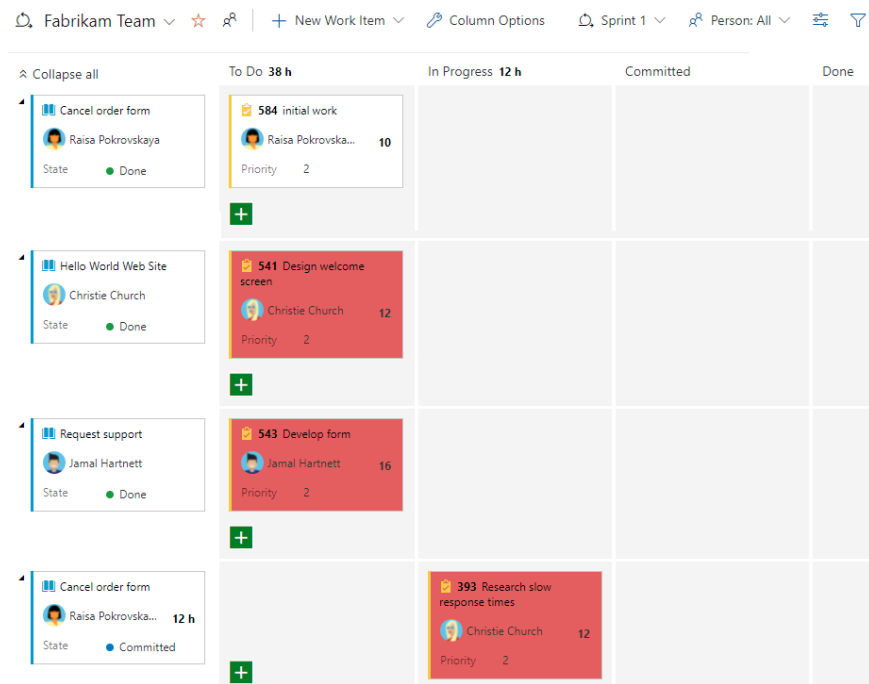 Fabrikam Team
New Work Item
Column Options
Sprint 1
Person: All
Collapse all
To Do 38 h
In Progress 12 h
Committed
Done
Cancel order form
Raisa Pokrovskaya
State Done
584 initial work
Raisa Pokrovska... 10
Priority 2
Hello World Web Site
Christie Church
State Done
541 Design welcome
screen
Christie Church 12
Priority 2
Request support
Jamal Hartnett
State Done
543 Develop form
Jamal Hartnett 16
Priority 2
Cancel order form
Raisa Pokrovska... 12 h
State Committed
393 Research slow
response times
Christie Church 12
Priority 2